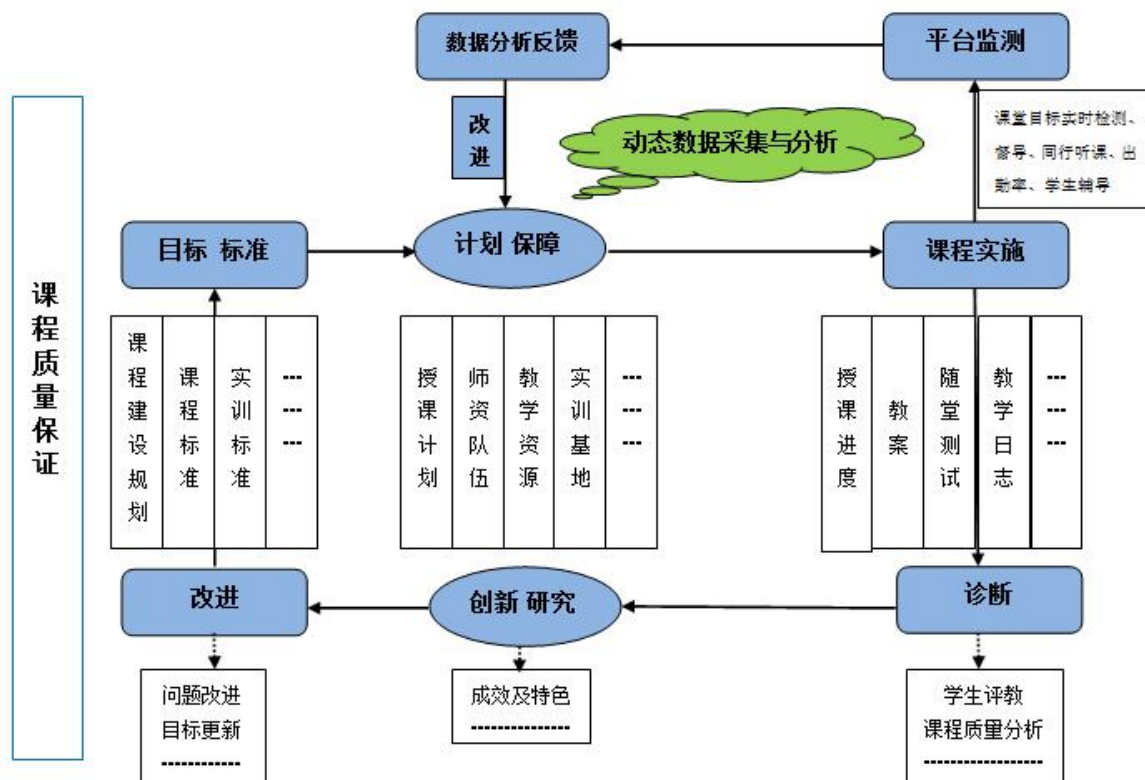 数据分析反馈
平台监测
改进
动态数据采集与分析
课堂目标实时检测、
督导、同行听课、出
勤率、学生辅导
目标 标准
计划 保障
课程实施
课程质量保证
课程建设规划
课程标准
实训标准
---
---
---
授课计划
师资队伍
教学资源
实训基地
---
---
---
授课进度
教案
随堂测试
教学日志
---
---
---
改进
创新 研究
诊断
问题改进
目标更新
------------
成效及特色
---------------
学生评教
课程质量分析
------------------